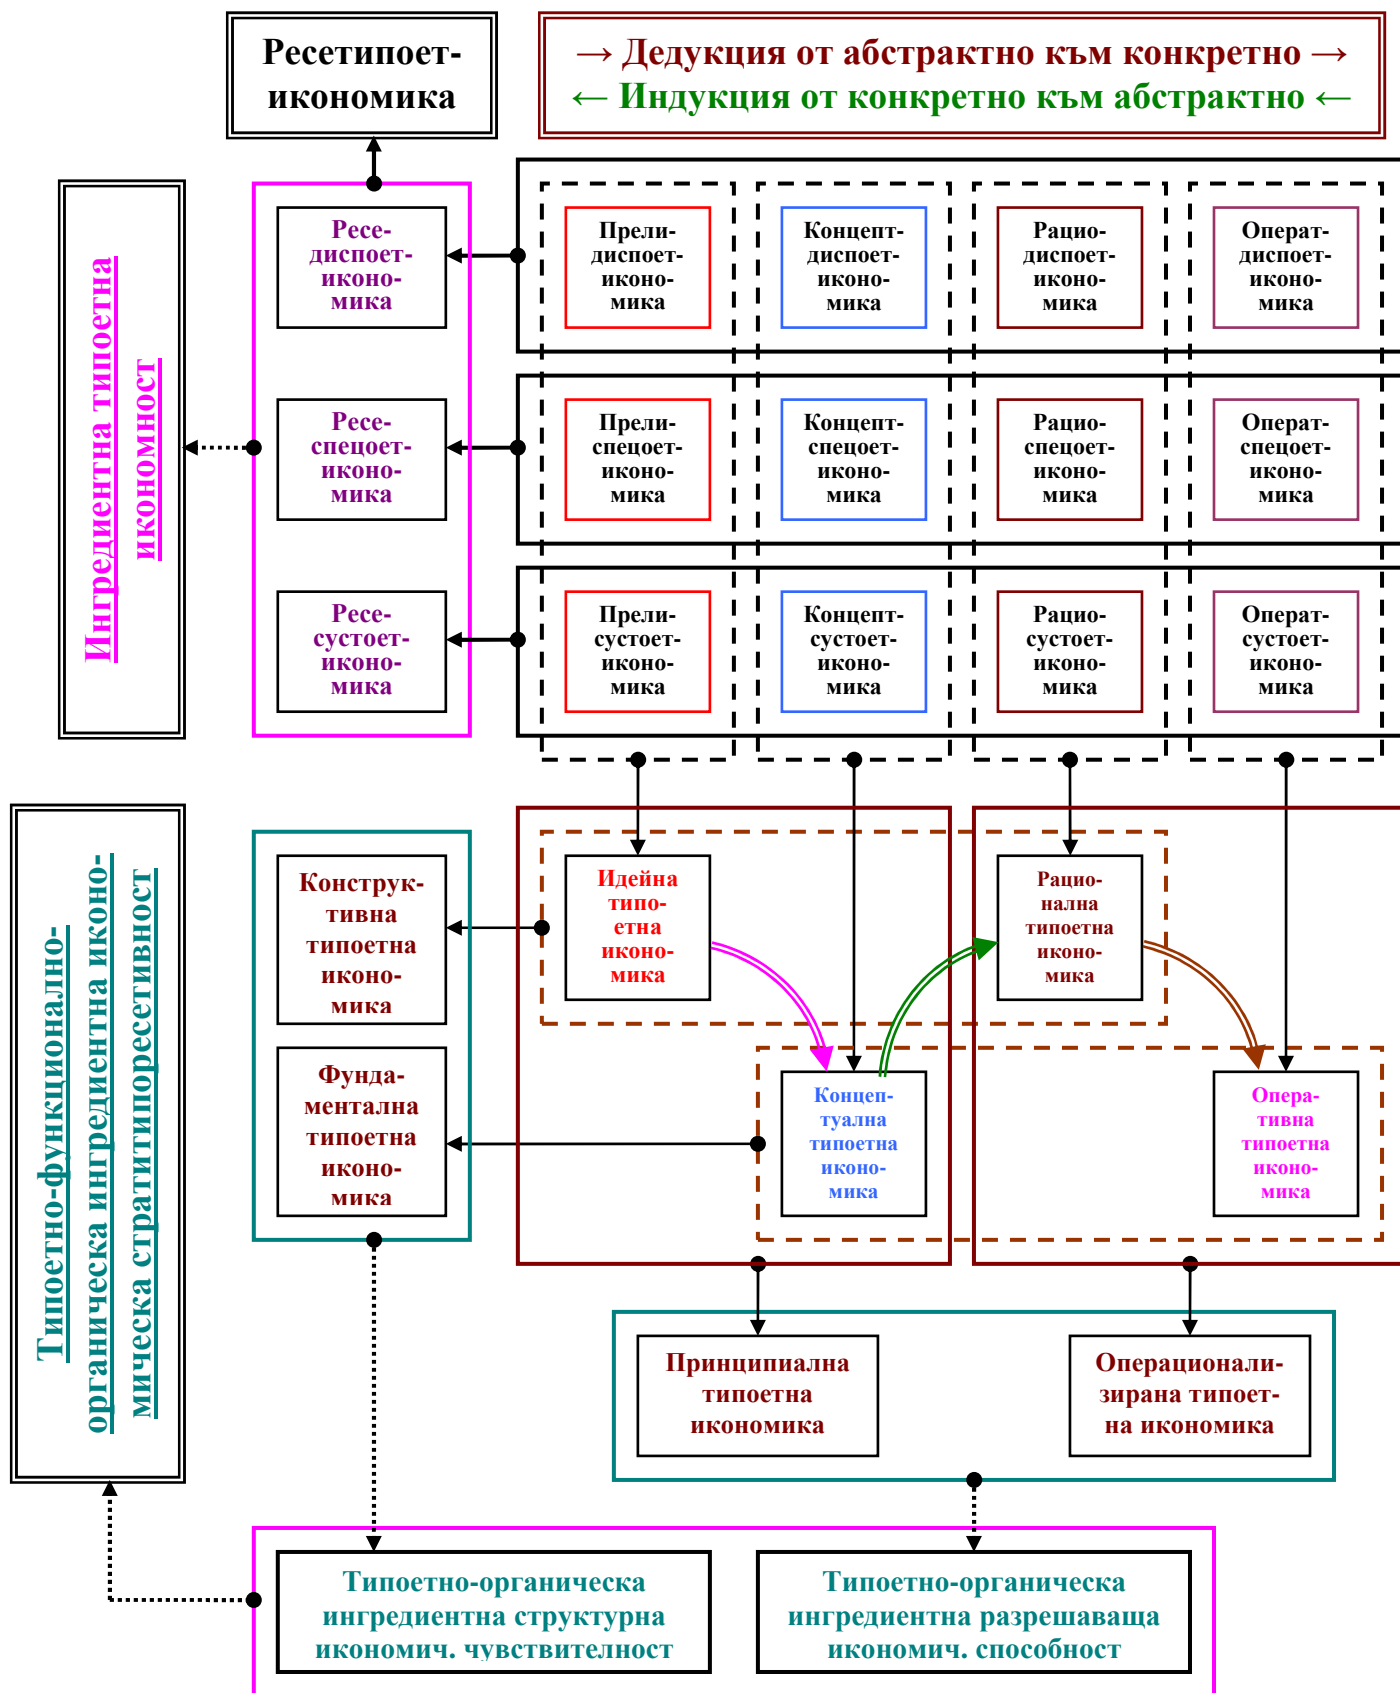 Ресетипоет-
икономика
→ Дедукция от абстрактно към конкретно →
← Индукция от конкретно към абстрактно ←
Ингредиентна типоетна
икономност
Ресе-
диспоет-
иконо-
мика
Прели-
диспоет-
иконо-
мика
Концепт-
диспоет-
иконо-
мика
Рацио-
диспоет-
иконо-
мика
Операт-
диспоет-
иконо-
мика
Ресе-
спецоет-
иконо-
мика
Прели-
спецоет-
иконо-
мика
Концепт-
спецоет-
иконо-
мика
Рацио-
спецоет-
иконо-
мика
Операт-
спецоет-
иконо-
мика
Ресе-
сустоет-
иконо-
мика
Прели-
сустоет-
иконо-
мика
Концепт-
сустоет-
иконо-
мика
Рацио-
сустоет-
иконо-
мика
Операт-
сустоет-
иконо-
мика
Типоетно-функционално-
органическа ингредиентна иконо-
мическа стратитипоресетивност
Конструк-
тивна
типоетна
иконо-
мика
Идейна
типо-
етна
иконо-
мика
Рацио-
нална
типоетна
иконо-
мика
Фунда-
ментална
типоетна
иконо-
мика
Концеп-
туална
типоетна
иконо-
мика
Опера-
тивна
типоетна
иконо-
мика
Принципиална
типоетна
икономика
Операционали-
зирана типоет-
на икономика
Типоетно-органическа
ингредиентна структурна
икономич. чувствителност
Типоетно-органическа
ингредиентна разрешаваща
икономич. способност